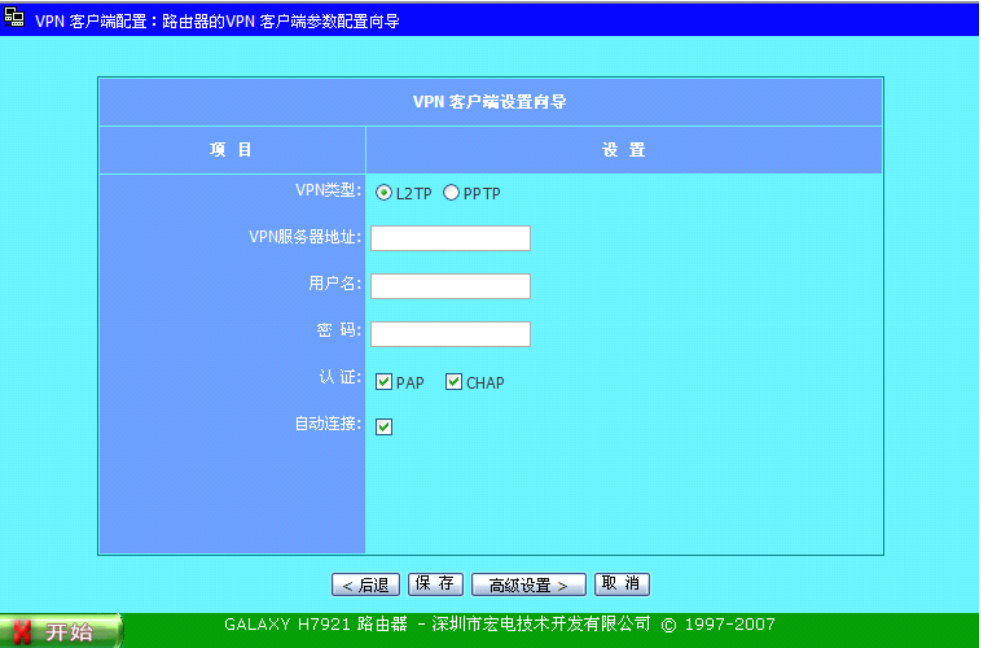 VPN 客户端配置：路由器的VPN 客户端参数配置向导
VPN 客户端设置向导
项 目 设 置
VPN类型: L2TP PPTP
VPN服务器地址:
用户名:
密 码:
认 证: PAP CHAP
自动连接:
< 后退 保 存 高级设置 > 取 消
开始 GALAXY H7921 路由器 - 深圳市宏电技术开发有限公司 © 1997-2007